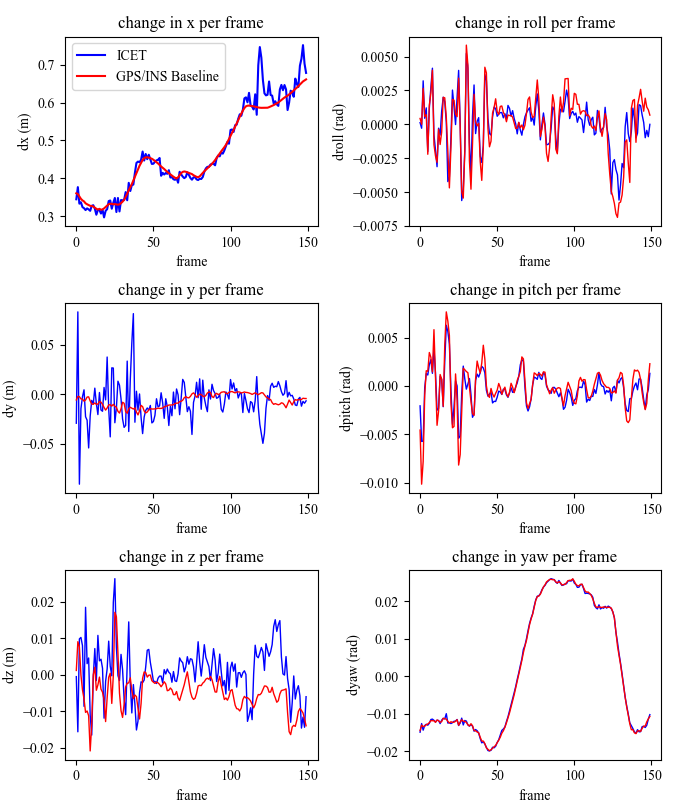 change in x per frame
dx (m)
0.7
0.6
0.5
0.4
0.3
ICET
GPS/INS Baseline
0 50 100 150
frame
change in roll per frame
droll (rad)
0.0050
0.0025
0.0000
−0.0025
−0.0050
−0.0075
0 50 100 150
frame
change in y per frame
dy (m)
0.05
0.00
−0.05
0 50 100 150
frame
change in pitch per frame
dpitch (rad)
0.005
0.000
−0.005
−0.010
0 50 100 150
frame
change in z per frame
dz (m)
0.02
0.01
0.00
−0.01
−0.02
0 50 100 150
frame
change in yaw per frame
dyaw (rad)
0.02
0.01
0.00
−0.01
−0.02
0 50 100 150
frame